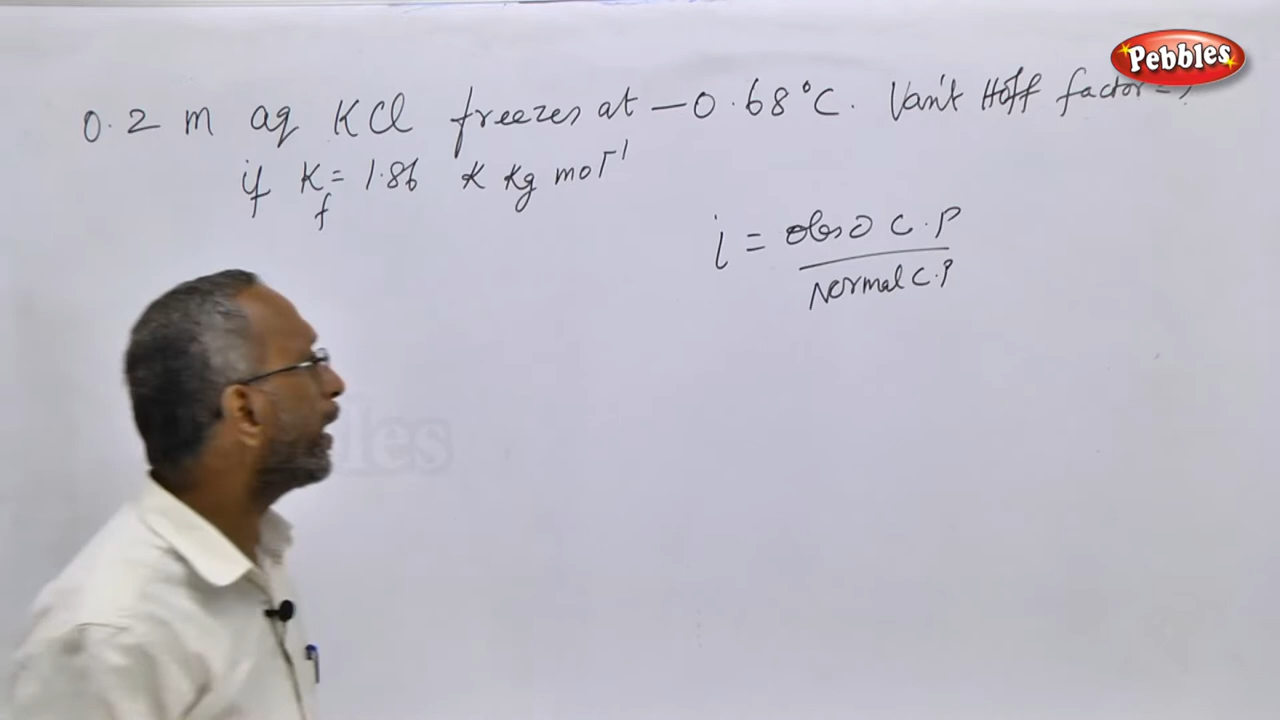 Pebbles
0.2 m aq KCl freezes at -0.68°C. Van't Hoff factor = ?
if Kf = 1.86 K Kg mol-1
i = obsd C.P
Normal C.P
les